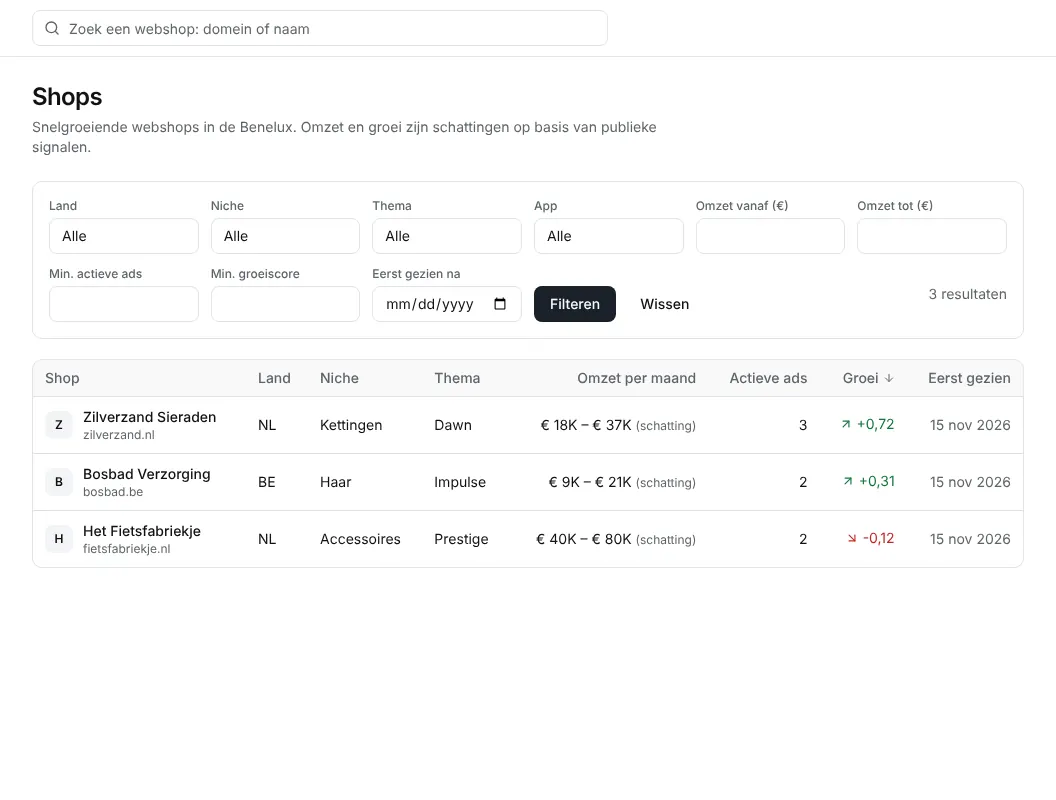 Zoek een webshop: domein of naam
Shops
Snelgroeiende webshops in de Benelux. Omzet en groei zijn schattingen op basis van publieke
signalen.
Land Niche Thema App Omzet vanaf (€) Omzet tot (€)
Alle Alle Alle Alle
Min. actieve ads Min. groeiscore Eerst gezien na
mm/dd/yyyy Filteren Wissen 3 resultaten
Shop Land Niche Thema Omzet per maand Actieve ads Groei ↓ Eerst gezien
Z Zilverzand Sieraden NL Kettingen Dawn € 18K – € 37K (schatting) 3 ↗ +0,72 15 nov 2026
zilverzand.nl
B Bosbad Verzorging BE Haar Impulse € 9K – € 21K (schatting) 2 ↗ +0,31 15 nov 2026
bosbad.be
H Het Fietsfabriekje NL Accessoires Prestige € 40K – € 80K (schatting) 2 ↘ -0,12 15 nov 2026
fietsfabriekje.nl